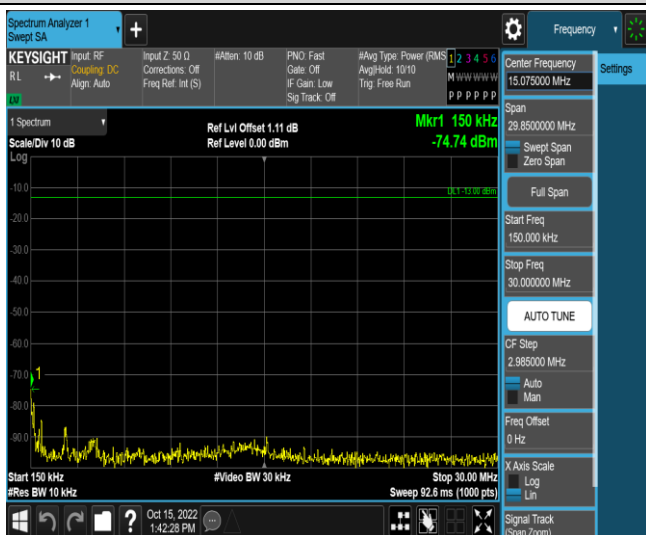 Spectrum Analyzer 1
Swept SA
+
Frequency
KEYSIGHT
RL
LXI
Input: RF
Coupling: DC
Align: Auto
Input Z: 50 Ω
Corrections: Off
Freq Ref: Int (S)
#Atten: 10 dB
PNO: Fast
Gate: Off
IF Gain: Low
Sig Track: Off
#Avg Type: Power (RMS
Avg|Hold: 10/10
Trig: Free Run
1 2 3 4 5 6
M W W W W W
P P P P P P
1 Spectrum
Scale/Div 10 dB
Log
Ref Lvl Offset 1.11 dB
Ref Level 0.00 dBm
Mkr1 150 kHz
-74.74 dBm
DL1 -13.00 dBm
-10.0
-20.0
-30.0
-40.0
-50.0
-60.0
-70.0
-80.0
-90.0
1
Start 150 kHz
#Res BW 10 kHz
#Video BW 30 kHz
Stop 30.00 MHz
Sweep 92.6 ms (1000 pts)
?
Oct 15, 2022
1:42:28 PM
Center Frequency
15.075000 MHz
Settings
Span
29.8500000 MHz
Swept Span
Zero Span
Full Span
Start Freq
150.000 kHz
Stop Freq
30.000000 MHz
AUTO TUNE
CF Step
2.985000 MHz
Auto
Man
Freq Offset
0 Hz
X Axis Scale
Log
Lin
Signal Track
(Span Zoom)